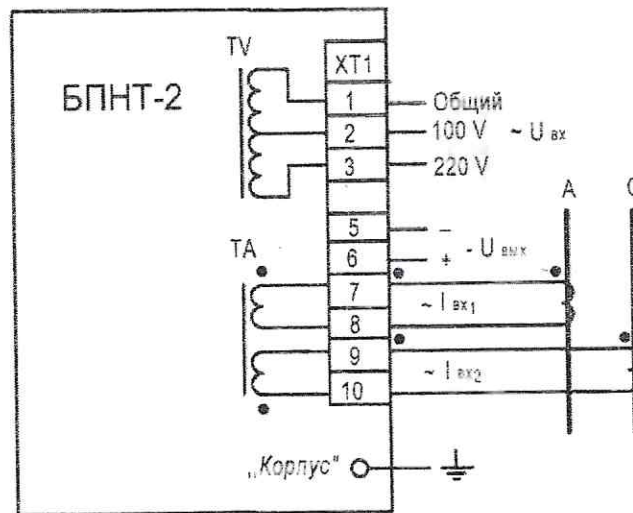 TV
XT1
БПНТ-2
1 Общий
2 100 V ~ U вх
3 220 V
A
5 –
6 + - U вых
TA
7
~ I вх1
8
9
~ I вх2
10
„Корпус"